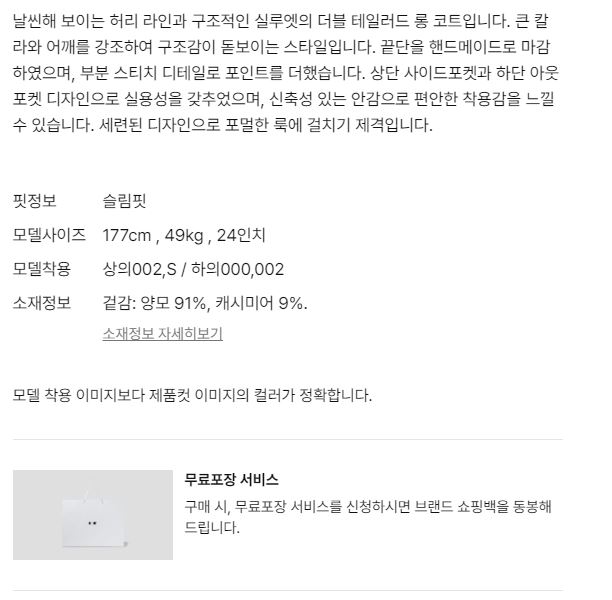 날씬해 보이는 허리 라인과 구조적인 실루엣의 더블 테일러드 롱 코트입니다. 큰 칼
라와 어깨를 강조하여 구조감이 돋보이는 스타일입니다. 끝단을 핸드메이드로 마감
하였으며, 부분 스티치 디테일로 포인트를 더했습니다. 상단 사이드포켓과 하단 아웃
포켓 디자인으로 실용성을 갖추었으며, 신축성 있는 안감으로 편안한 착용감을 느낄
수 있습니다. 세련된 디자인으로 포멀한 룩에 걸치기 제격입니다.
핏정보 슬림핏
모델사이즈 177cm , 49kg , 24인치
모델착용 상의002,S / 하의000,002
소재정보 겉감: 양모 91%, 캐시미어 9%.
소재정보 자세히보기
모델 착용 이미지보다 제품컷 이미지의 컬러가 정확합니다.
무료포장 서비스
구매 시, 무료포장 서비스를 신청하시면 브랜드 쇼핑백을 동봉해
드립니다.